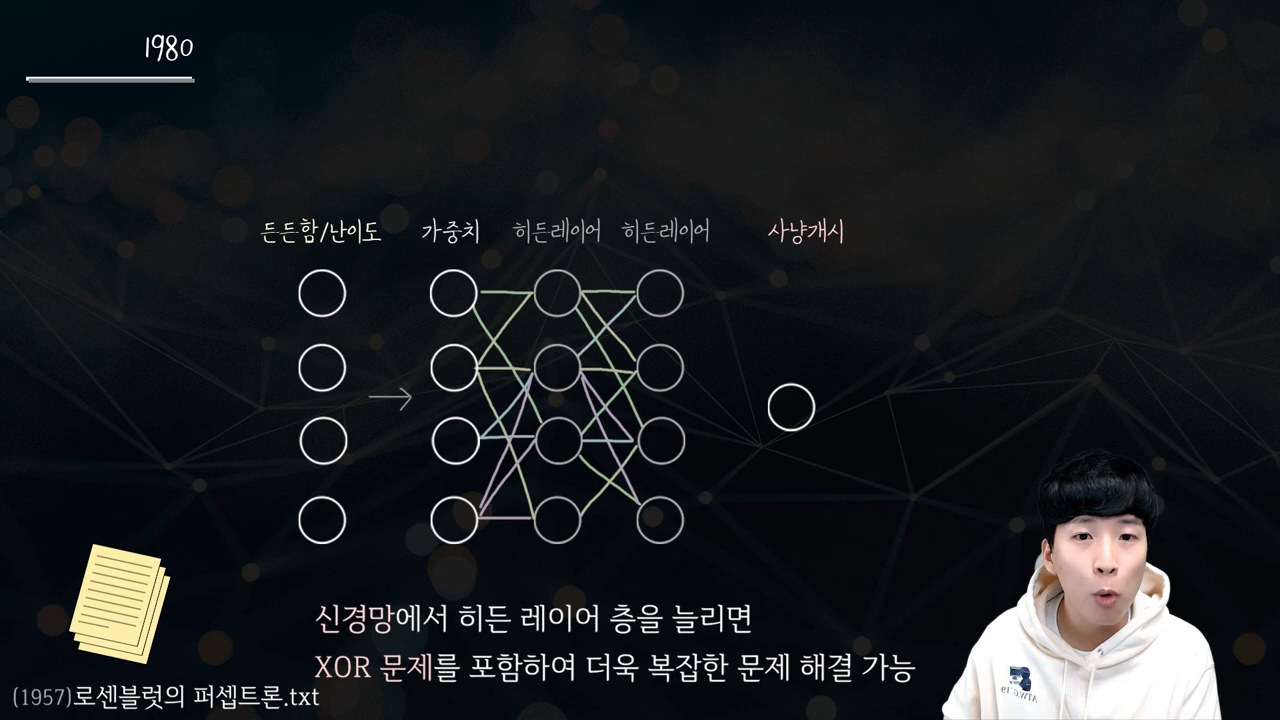 1980
든든함/난이도 가중치 히든레이어 히든레이어 사냥개시
신경망에서 히든 레이어 층을 늘리면
XOR 문제를 포함하여 더욱 복잡한 문제 해결 가능
(1957)로센블럿의 퍼셉트론.txt
ATWG'19